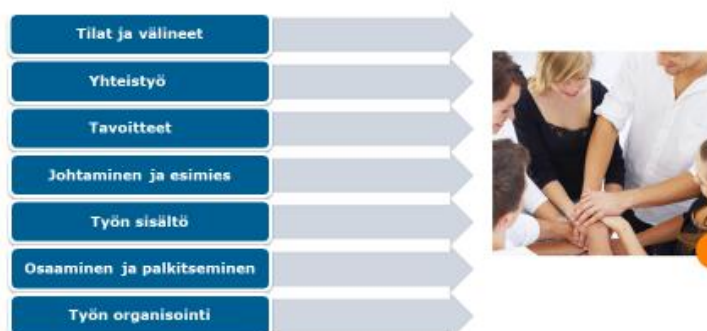 Tilat ja välineet
Yhteistyö
Tavoitteet
Johtaminen ja esimies
Työn sisältö
Osaaminen ja palkitseminen
Työn organisointi